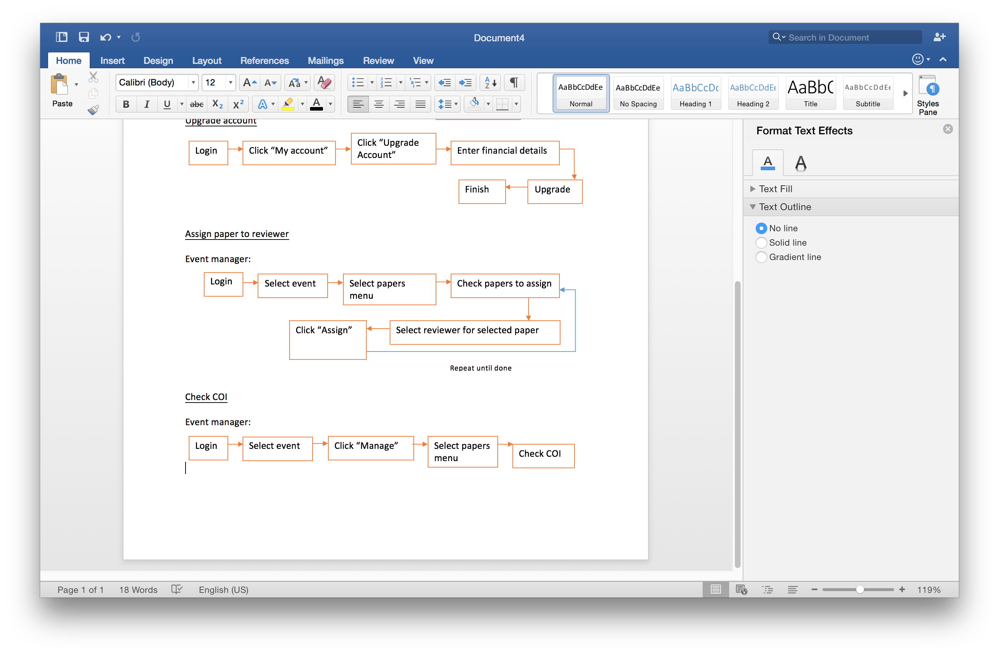 Document4
Search in Document
Home Insert Design Layout References Mailings Review View
Paste
Calibri (Body) 12
AaBbCcDdEe AaBbCcDdEe AaBbCcDc AaBbCcDdEe AaBbC AaBbCcDdEe
Normal No Spacing Heading 1 Heading 2 Title Subtitle
Styles
Pane
B I U abc X2 X2
Upgrade account
Login
Click “My account”
Click “Upgrade
Account”
Enter financial details
Finish
Upgrade
Assign paper to reviewer
Event manager:
Login
Select event
Select papers
menu
Check papers to assign
Click “Assign”
Select reviewer for selected paper
Repeat until done
Check COI
Event manager:
Login
Select event
Click “Manage”
Select papers
menu
Check COI
Format Text Effects
Text Fill
Text Outline
No line
Solid line
Gradient line
Page 1 of 1 18 Words English (US) 119%